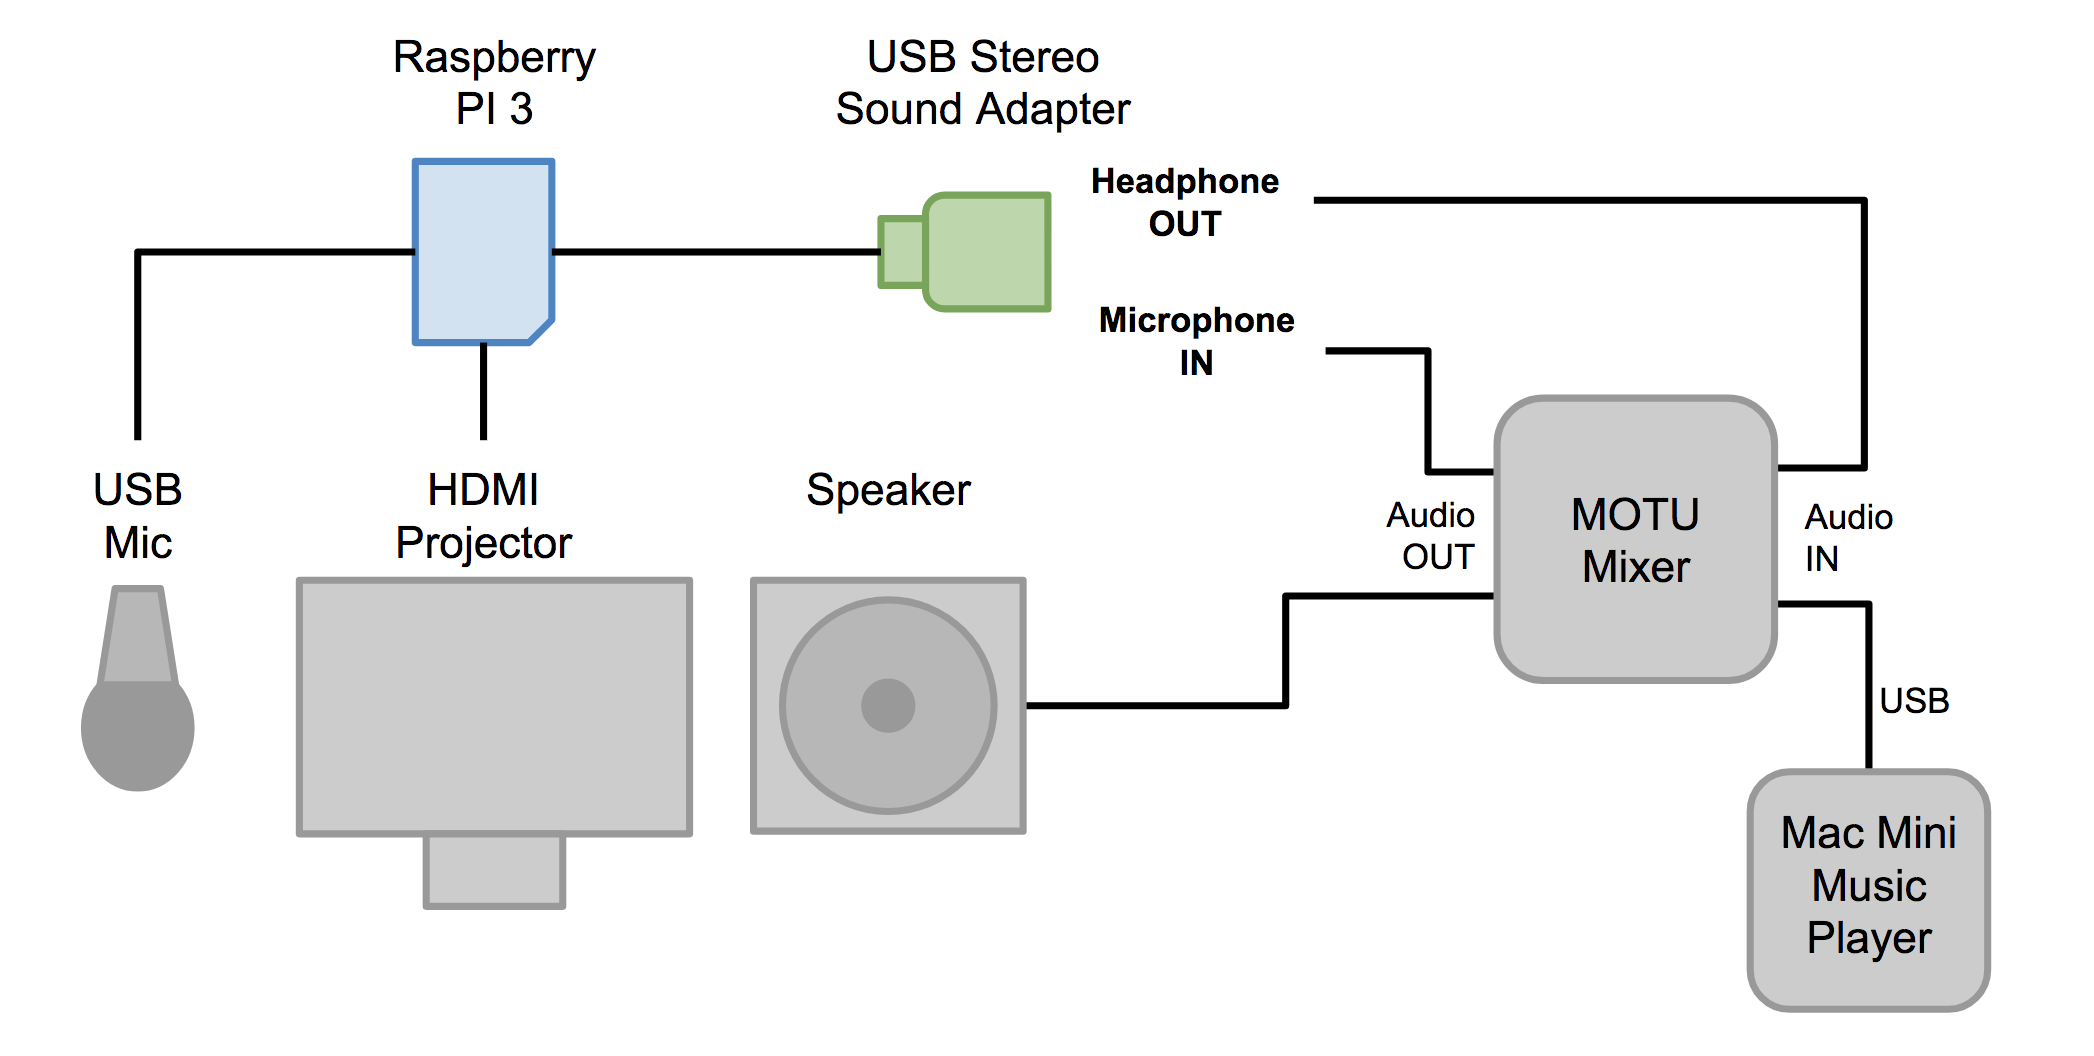 Raspberry
PI 3
USB Stereo
Sound Adapter
Headphone
OUT
Microphone
IN
USB
Mic
HDMI
Projector
Speaker
Audio
OUT
MOTU
Mixer
Audio
IN
USB
Mac Mini
Music
Player